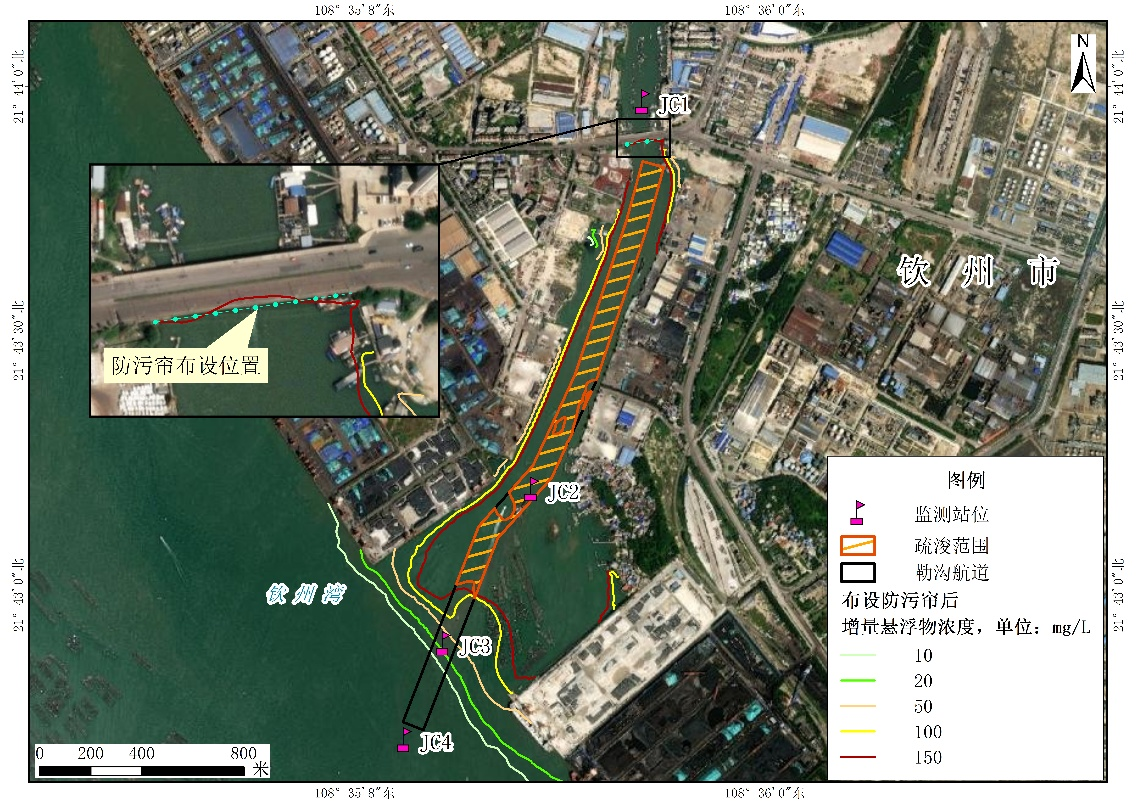 108° 35′8″东
108° 36′0″东
21° 44′0″北
21° 44′0″北
N
JC1
钦 州 市
21° 43′30″北
21° 43′30″北
防污帘布设位置
JC2
图例
监测站位
疏浚范围
勒沟航道
布设防污帘后
增量悬浮物浓度，单位：mg/L
10
20
50
100
150
钦 州 湾
21° 43′0″北
21° 43′0″北
JC3
JC4
0 200 400 800
米
108° 35′8″东
108° 36′0″东